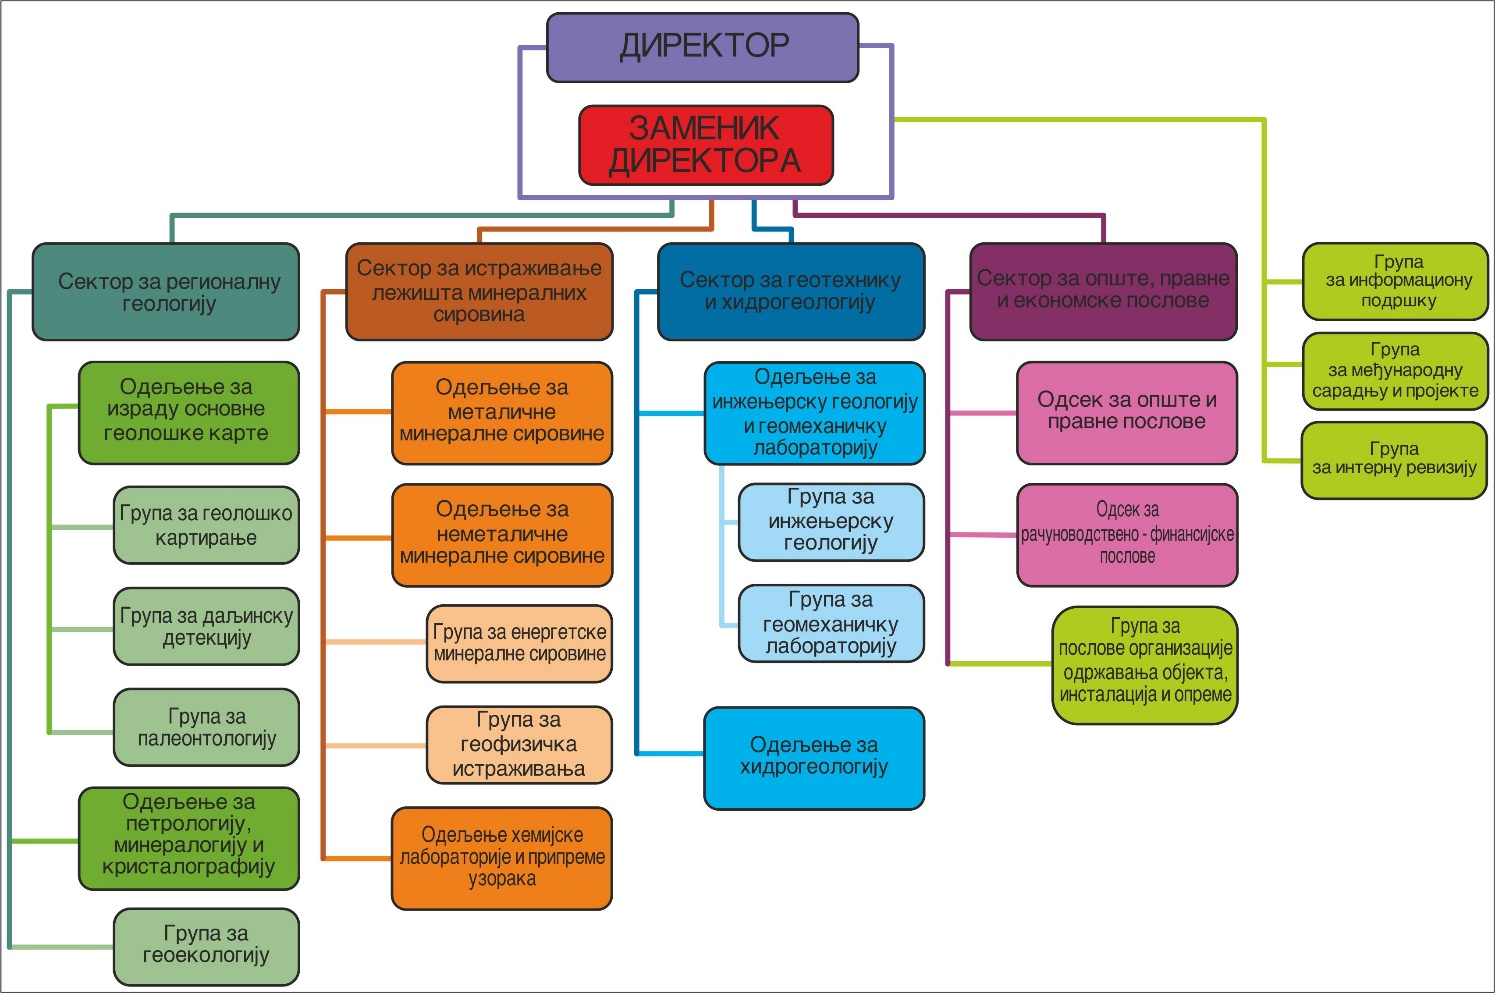 ДИРЕКТОР
ЗАМЕНИК
ДИРЕКТОРА
Сектор за регионалну
геологију
Одељење за
израду основне
геолошке карте
Група за геолошко
картирање
Група за даљинску
детекцију
Група за
палеонтологију
Одељење за
петрологију,
минералогију и
кристалографију
Група за
геоекологију
Сектор за истраживање
лежишта минералних
сировина
Одељење за
металичне
минералне сировине
Одељење за
неметаличне
минералне сировине
Група за енергетске
минералне сировине
Група за
геофизичка
истраживања
Одељење хемијске
лабораторије и припреме
узорака
Сектор за геотехнику
и хидрогеологију
Одељење за
инжењерску геологију
и геомеханичку
лабораторију
Група за
инжењерску
геологију
Група за
геомеханичку
лабораторију
Одељење за
хидрогеологију
Сектор за опште, правне
и економске послове
Одсек за опште и
правне послове
Одсек за
рачуноводствено - финансијске
послове
Група за
послове организације
одржавања објекта,
инсталација и опреме
Група
за информациону
подршку
Група
за међународну
сарадњу и пројекте
Група
за интерну ревизију